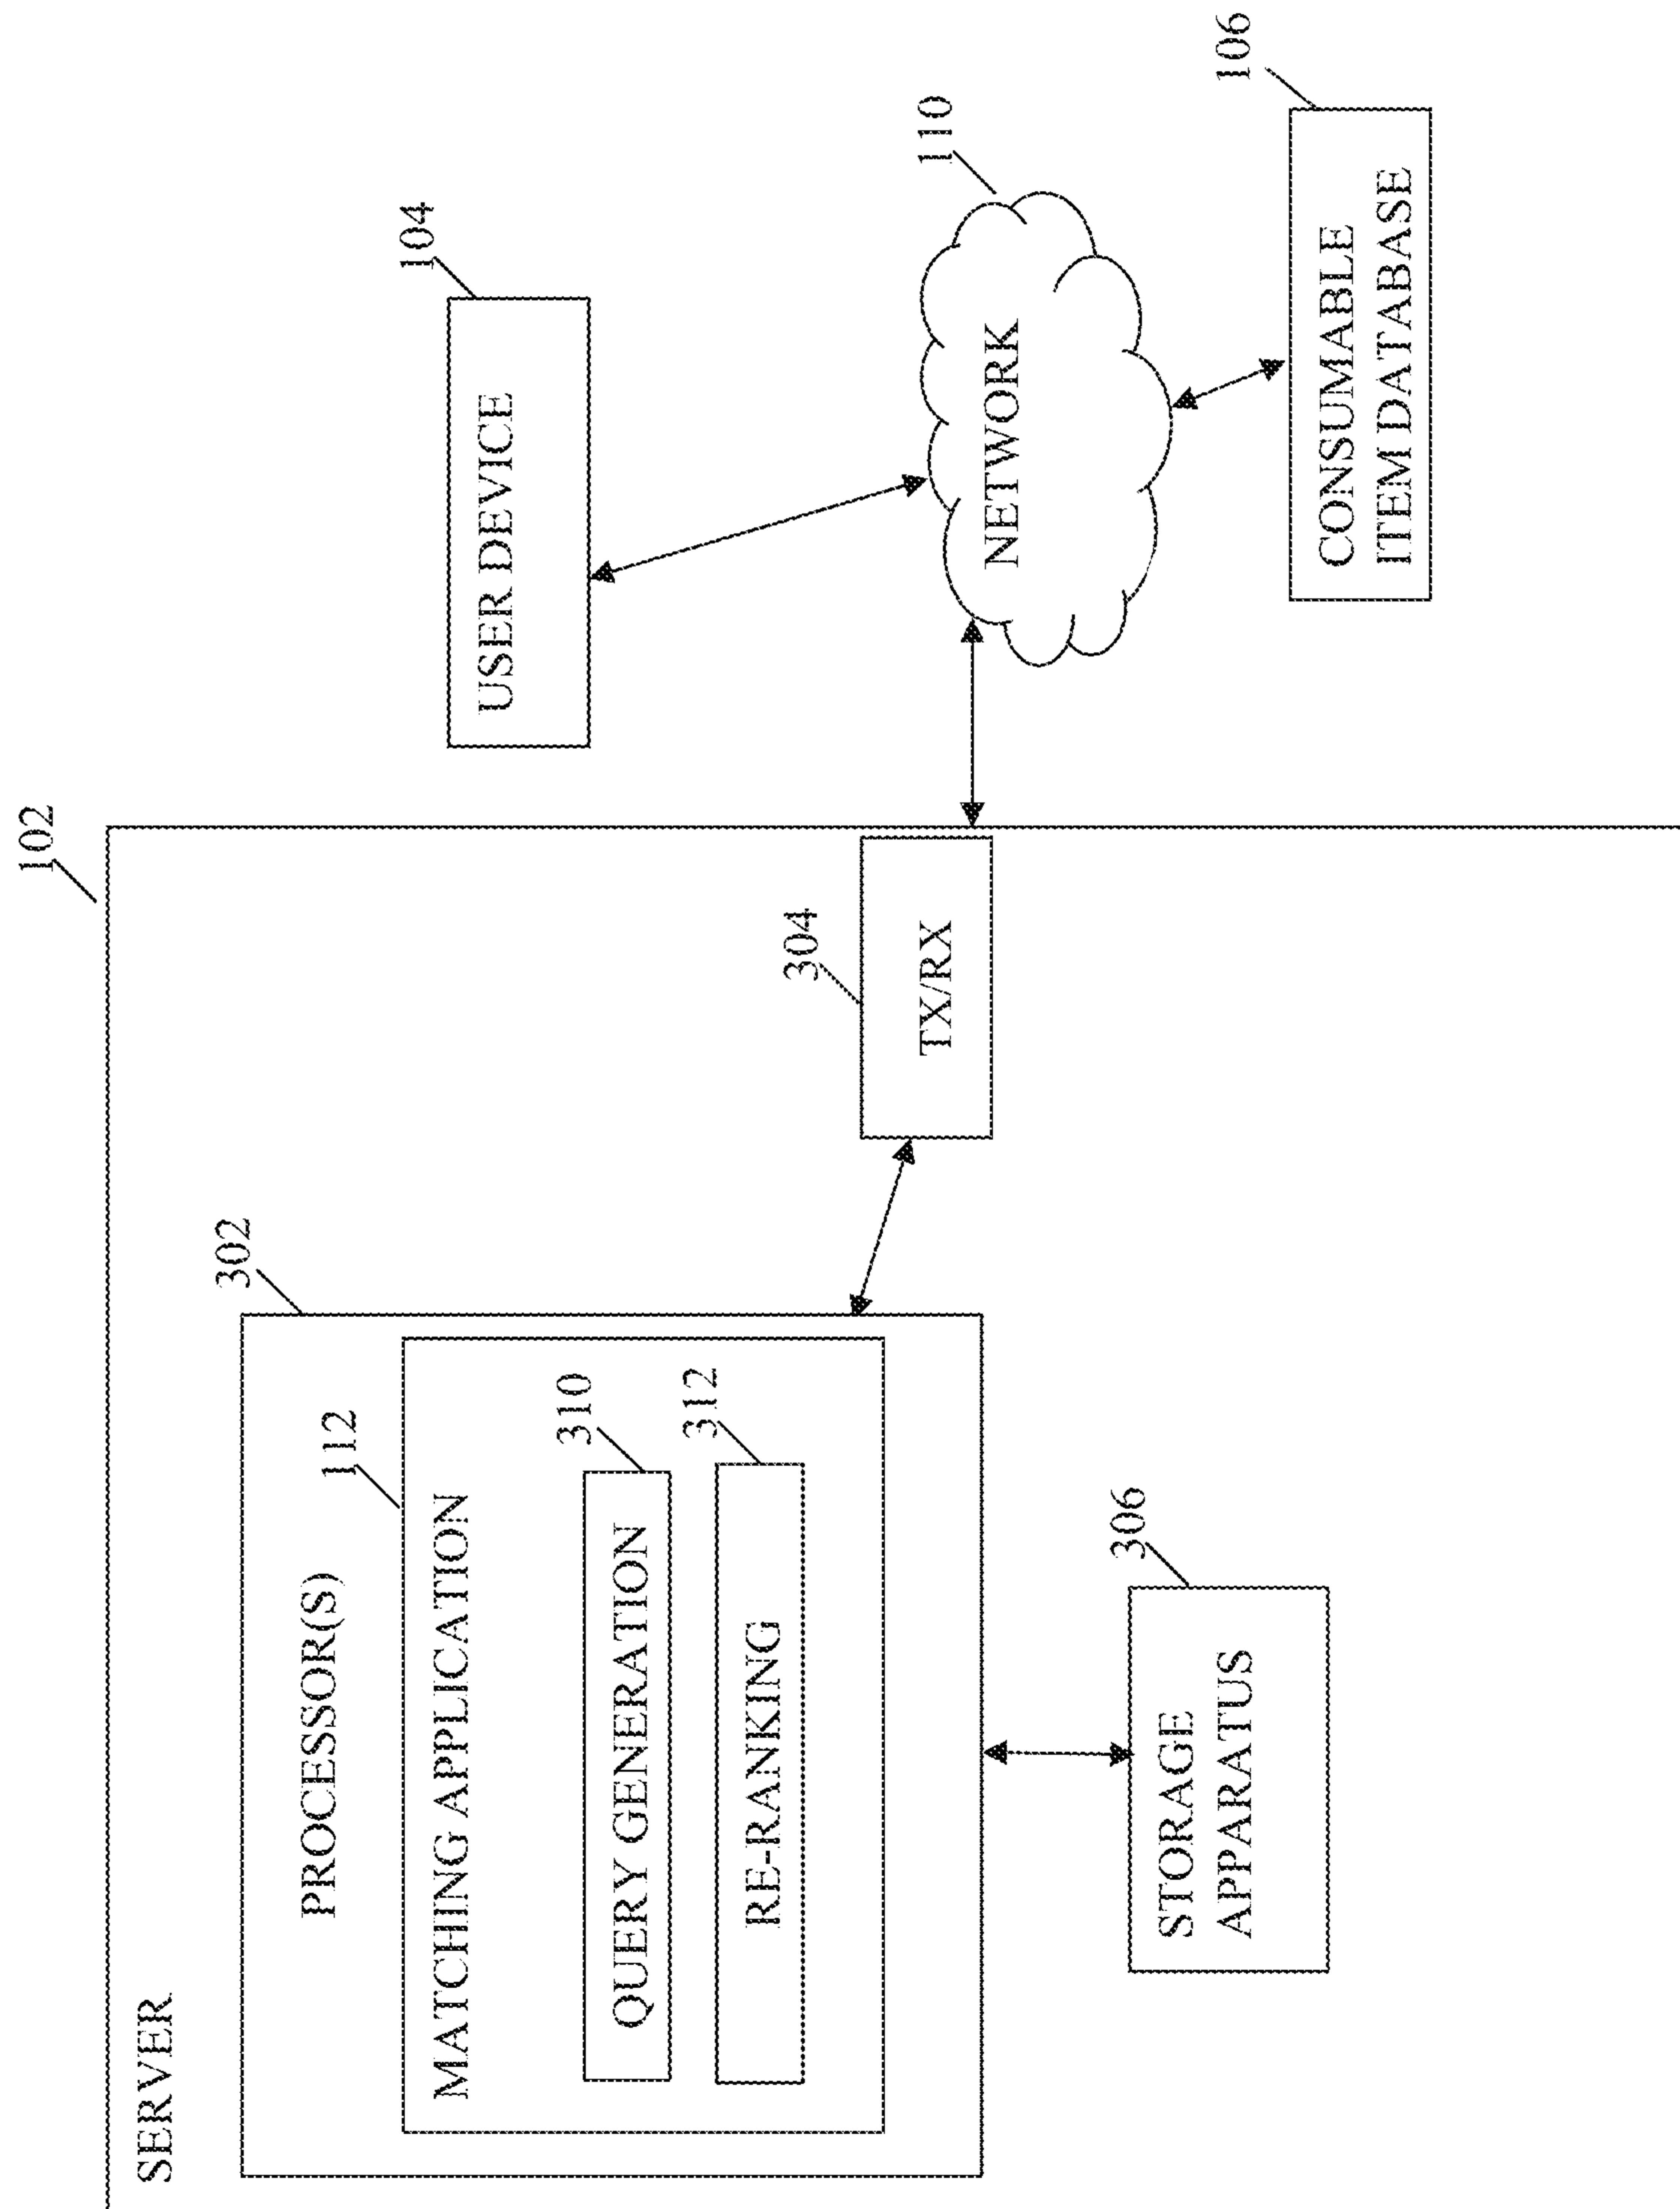 102
SERVER
302
PROCESSOR(S)
112
MATCHING APPLICATION
310
QUERY GENERATION
312
RE-RANKING
304
TX/RX
306
STORAGE
APPARATUS
104
USER DEVICE
110
NETWORK
106
CONSUMABLE
ITEM DATABASE